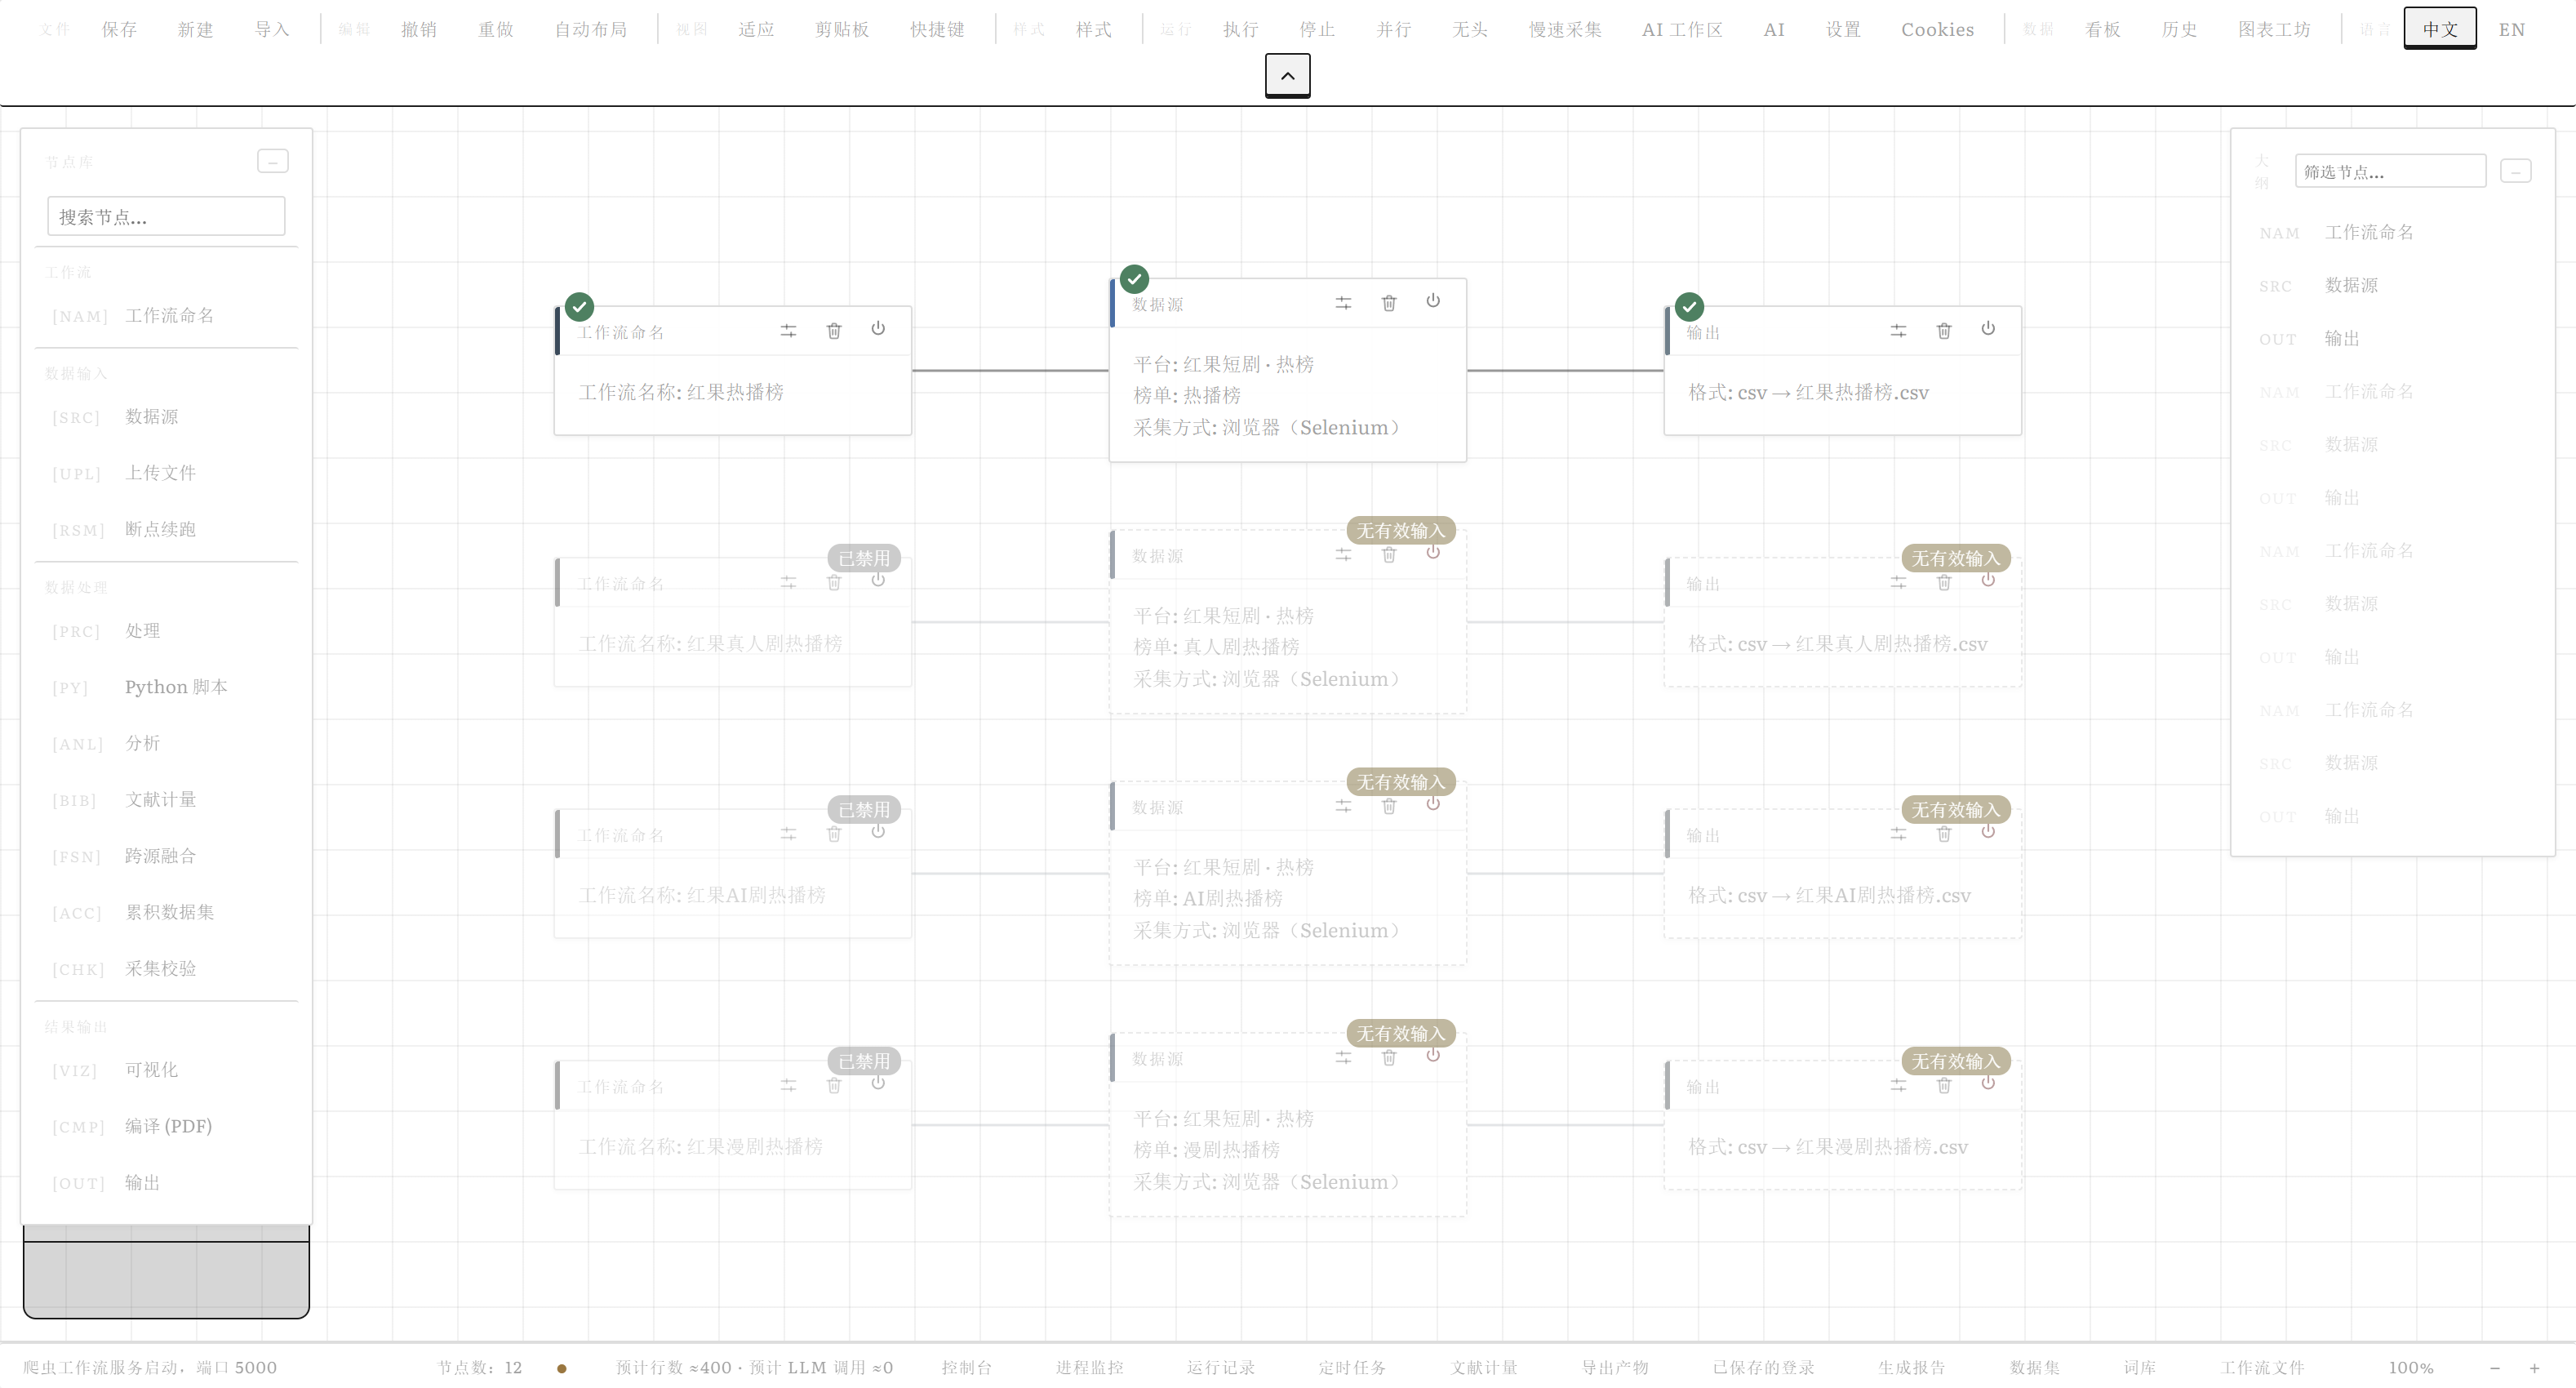 文件 保存 新建 导入 编辑 撤销 重做 自动布局 视图 适应 剪贴板 快捷键 样式 样式 运行 执行 停止 并行 无头 慢速采集 AI 工作区 AI 设置 Cookies 数据 看板 历史 图表工坊 语言 中文 EN
节点库
搜索节点...
工作流
[NAM] 工作流命名
数据输入
[SRC] 数据源
[UPL] 上传文件
[RSM] 断点续跑
数据处理
[PRC] 处理
[PY] Python 脚本
[ANL] 分析
[BIB] 文献计量
[FSN] 跨源融合
[ACC] 累积数据集
[CHK] 采集校验
结果输出
[VIZ] 可视化
[CMP] 编译 (PDF)
[OUT] 输出
工作流命名
工作流名称: 红果热播榜
数据源
平台: 红果短剧 · 热榜
榜单: 热播榜
采集方式: 浏览器（Selenium）
输出
格式: csv → 红果热播榜.csv
已禁用
工作流命名
工作流名称: 红果真人剧热播榜
无有效输入
数据源
平台: 红果短剧 · 热榜
榜单: 真人剧热播榜
采集方式: 浏览器（Selenium）
无有效输入
输出
格式: csv → 红果真人剧热播榜.csv
已禁用
工作流命名
工作流名称: 红果AI剧热播榜
无有效输入
数据源
平台: 红果短剧 · 热榜
榜单: AI剧热播榜
采集方式: 浏览器（Selenium）
无有效输入
输出
格式: csv → 红果AI剧热播榜.csv
已禁用
工作流命名
工作流名称: 红果漫剧热播榜
无有效输入
数据源
平台: 红果短剧 · 热榜
榜单: 漫剧热播榜
采集方式: 浏览器（Selenium）
无有效输入
输出
格式: csv → 红果漫剧热播榜.csv
大纲
筛选节点...
NAM 工作流命名
SRC 数据源
OUT 输出
NAM 工作流命名
SRC 数据源
OUT 输出
NAM 工作流命名
SRC 数据源
OUT 输出
NAM 工作流命名
SRC 数据源
OUT 输出
爬虫工作流服务启动，端口 5000 节点数: 12 预计行数 ≈400 · 预计 LLM 调用 ≈0 控制台 进程监控 运行记录 定时任务 文献计量 导出产物 已保存的登录 生成报告 数据集 词库 工作流文件 100% − +